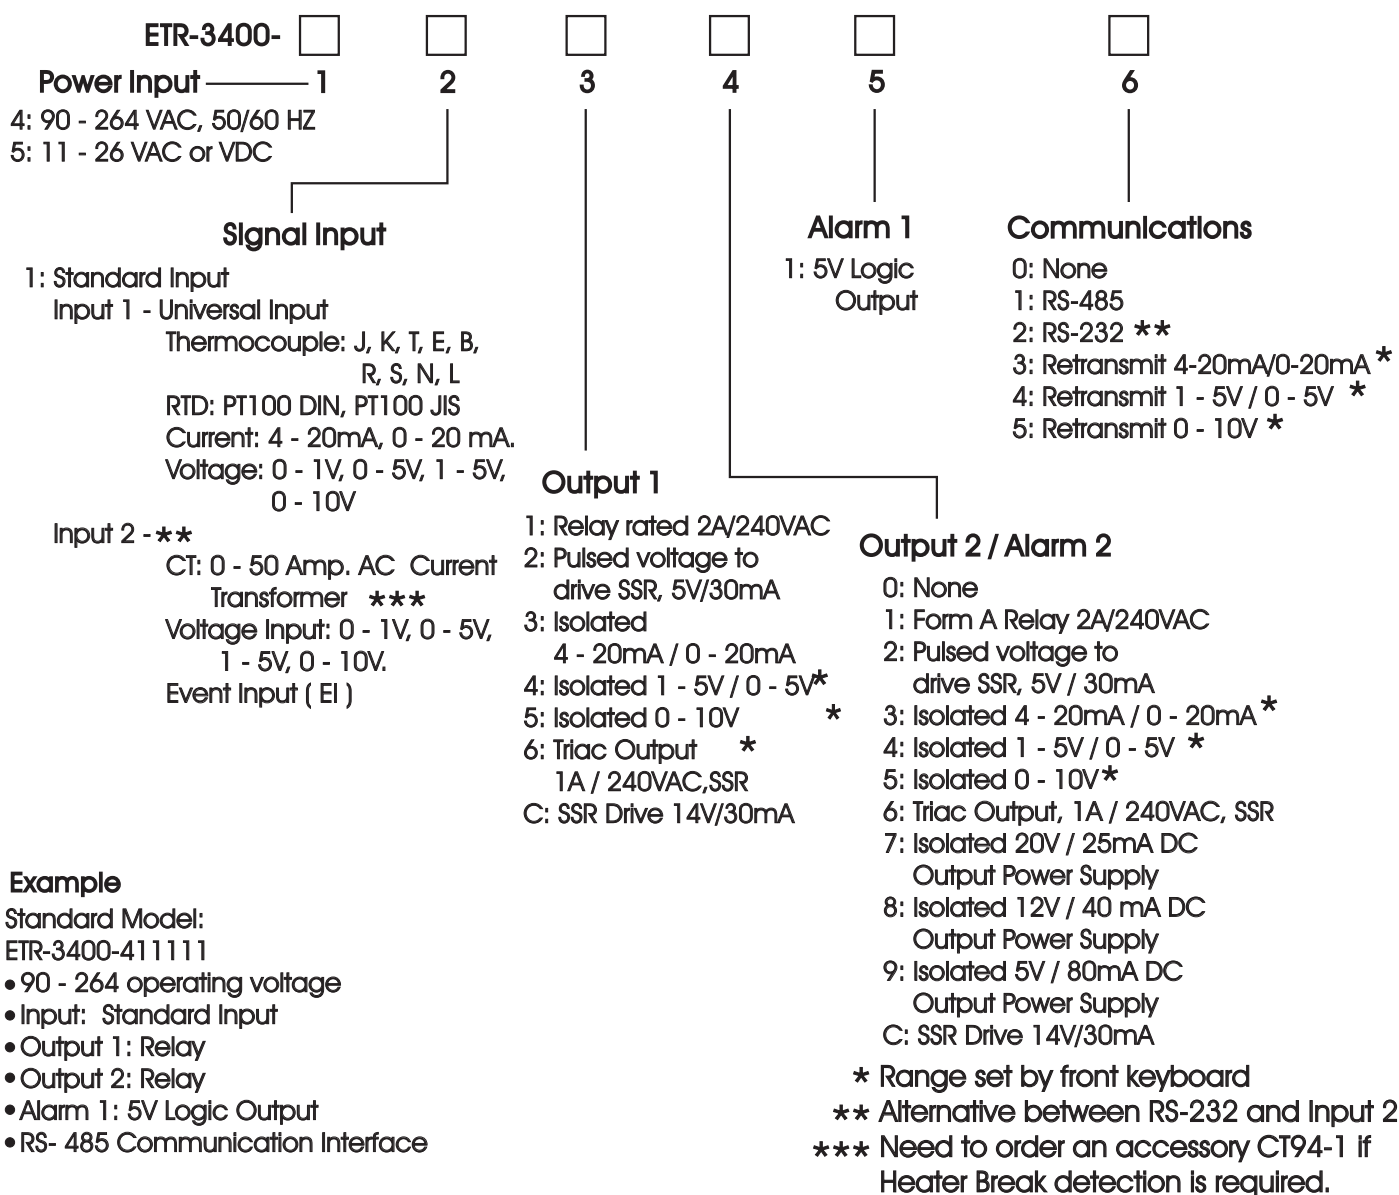 ETR-3400-
Power Input 1 2 3 4 5 6
4: 90 - 264 VAC, 50/60 HZ
5: 11 - 26 VAC or VDC
Signal Input
1: Standard Input
Input 1 - Universal Input
Thermocouple: J, K, T, E, B,
R, S, N, L
RTD: PT100 DIN, PT100 JIS
Current: 4 - 20mA, 0 - 20 mA.
Voltage: 0 - 1V, 0 - 5V, 1 - 5V,
0 - 10V
Input 2 - **
CT: 0 - 50 Amp. AC Current
Transformer ***
Voltage Input: 0 - 1V, 0 - 5V,
1 - 5V, 0 - 10V.
Event Input ( EI )
Output 1
1: Relay rated 2A/240VAC
2: Pulsed voltage to
drive SSR, 5V/30mA
3: Isolated
4 - 20mA / 0 - 20mA
4: Isolated 1 - 5V / 0 - 5V*
5: Isolated 0 - 10V *
6: Triac Output *
1A / 240VAC,SSR
C: SSR Drive 14V/30mA
Output 2 / Alarm 2
0: None
1: Form A Relay 2A/240VAC
2: Pulsed voltage to
drive SSR, 5V / 30mA
3: Isolated 4 - 20mA / 0 - 20mA *
4: Isolated 1 - 5V / 0 - 5V *
5: Isolated 0 - 10V *
6: Triac Output, 1A / 240VAC, SSR
7: Isolated 20V / 25mA DC
Output Power Supply
8: Isolated 12V / 40 mA DC
Output Power Supply
9: Isolated 5V / 80mA DC
Output Power Supply
C: SSR Drive 14V/30mA
Alarm 1
1: 5V Logic
Output
Communications
0: None
1: RS-485
2: RS-232 **
3: Retransmit 4-20mA/0-20mA *
4: Retransmit 1 - 5V / 0 - 5V *
5: Retransmit 0 - 10V *
Example
Standard Model:
ETR-3400-411111
• 90 - 264 operating voltage
• Input: Standard Input
• Output 1: Relay
• Output 2: Relay
• Alarm 1: 5V Logic Output
• RS- 485 Communication Interface
* Range set by front keyboard
** Alternative between RS-232 and Input 2
*** Need to order an accessory CT94-1 if
Heater Break detection is required.